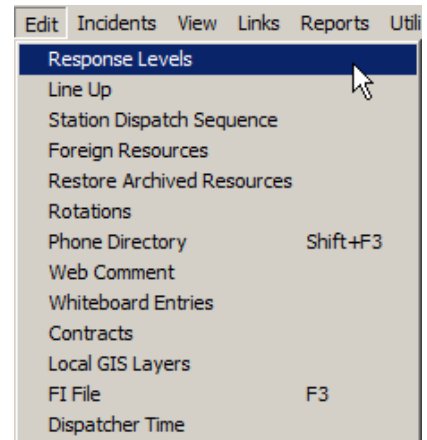 Edit Incidents View Links Reports Utili
Response Levels
Line Up
Station Dispatch Sequence
Foreign Resources
Restore Archived Resources
Rotations
Phone Directory Shift+F3
Web Comment
Whiteboard Entries
Contracts
Local GIS Layers
FI File F3
Dispatcher Time